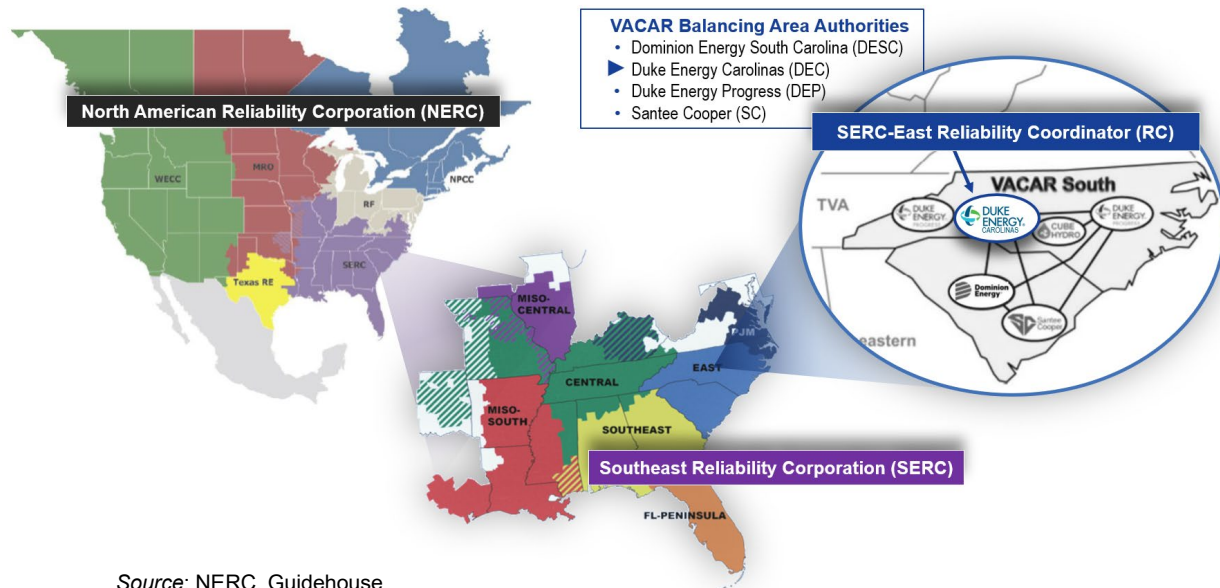 VACAR Balancing Area Authorities
• Dominion Energy South Carolina (DESC)
Duke Energy Carolinas (DEC)
• Duke Energy Progress (DEP)
• Santee Cooper (SC)
North American Reliability Corporation (NERC)
SERC-East Reliability Coordinator (RC)
WECC
MRO
NPCC
RF
SERC
Texas RE
VACAR South
TVA
DUKE
ENERGY
PROGRESS
DUKE
ENERGY®
CAROLINAS
CUBE
HYDRO
DUKE
ENERGY
PROGRESS
Dominion
Energy
Santee
Cooper
eastern
MISO-
CENTRAL
PJM
EAST
CENTRAL
MISO-
SOUTH
SOUTHEAST
Southeast Reliability Corporation (SERC)
FL-PENINSULA
Source: NERC, Guidehouse